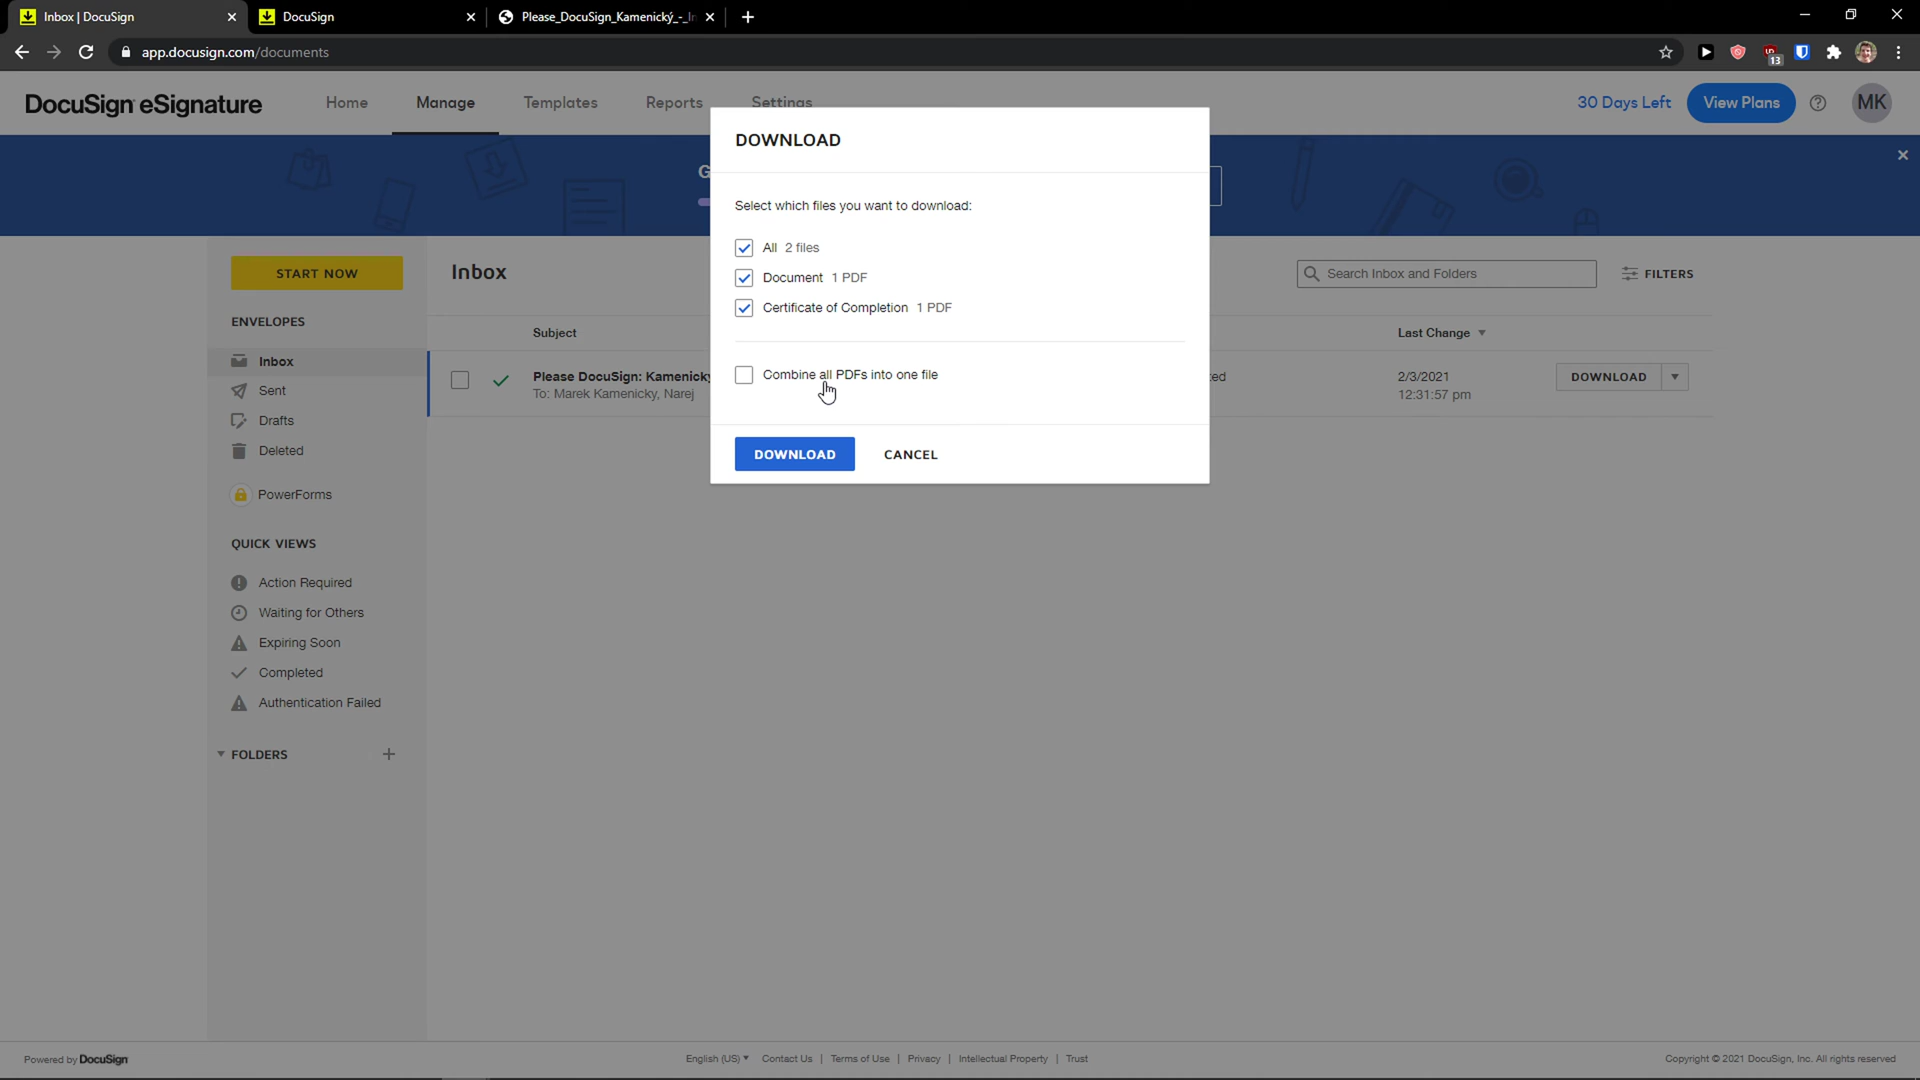 Inbox | DocuSign
DocuSign
Please_DocuSign_Kamenický_-_In
app.docusign.com/documents
13
DocuSign eSignature
Home
Manage
Templates
Reports
Settings
30 Days Left
View Plans
MK
G
DOWNLOAD
Select which files you want to download:
All 2 files
Document 1 PDF
Certificate of Completion 1 PDF
Combine all PDFs into one file
DOWNLOAD
CANCEL
START NOW
Inbox
Search Inbox and Folders
FILTERS
ENVELOPES
Inbox
Sent
Drafts
Deleted
PowerForms
QUICK VIEWS
Action Required
Waiting for Others
Expiring Soon
Completed
Authentication Failed
FOLDERS
Subject
Last Change
Please DocuSign: Kamenický
To: Marek Kamenicky, Narej
ted
2/3/2021
12:31:57 pm
DOWNLOAD
Powered by DocuSign
English (US) Contact Us | Terms of Use | Privacy | Intellectual Property | Trust
Copyright © 2021 DocuSign, Inc. All rights reserved